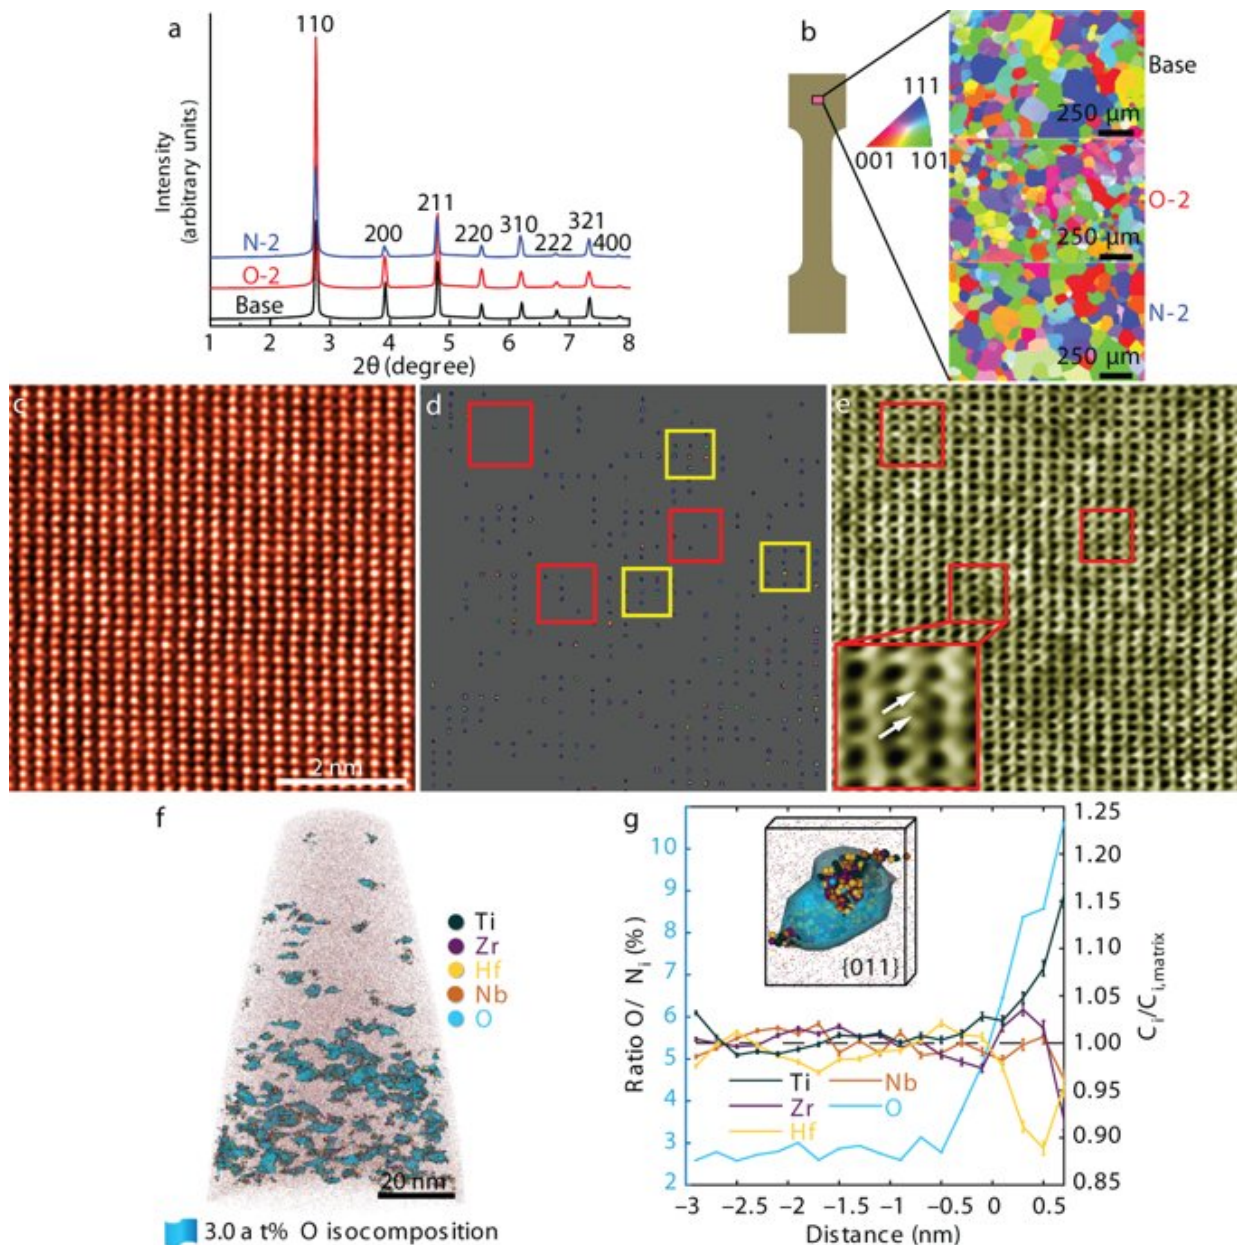 a
110
200
211
220
310
222
321
400
N-2
O-2
Base
Intensity
(arbitrary units)
1 2 3 4 5 6 7 8
2θ (degree)
b
111
001 101
Base
250 µm
O-2
250 µm
N-2
250 µm
c
2 nm
d
e
f
Ti
Zr
Hf
Nb
O
20 nm
3.0 a t% O isocomposition
g
{011}
Ratio O/ N i (%)
10
9
8
7
6
5
4
3
2
C i/C i,matrix
1.25
1.20
1.15
1.10
1.05
1.00
0.95
0.90
0.85
Ti Nb
Zr O
Hf
−3 −2.5 −2 −1.5 −1 −0.5 0 0.5
Distance (nm)